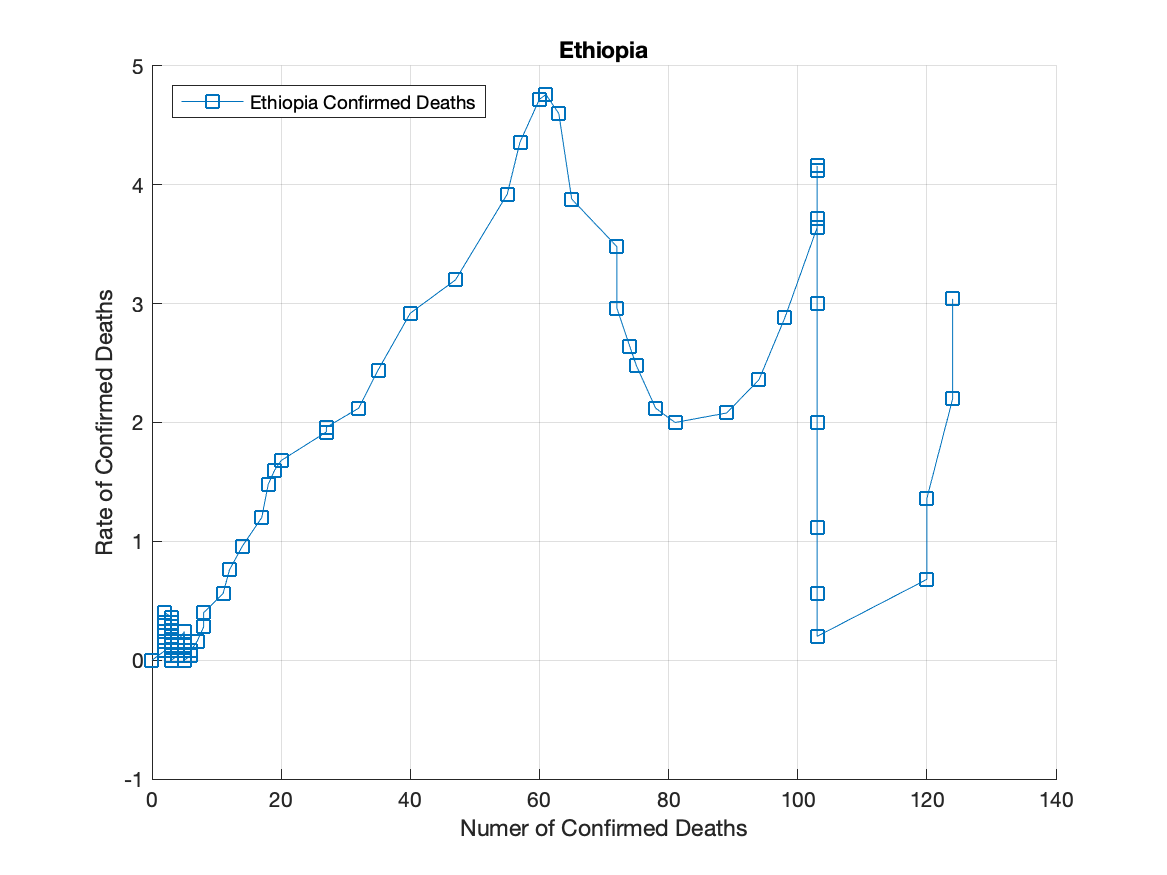 Ethiopia
Ethiopia Confirmed Deaths
5
4
3
2
1
0
-1
Rate of Confirmed Deaths
0 20 40 60 80 100 120 140
Numer of Confirmed Deaths